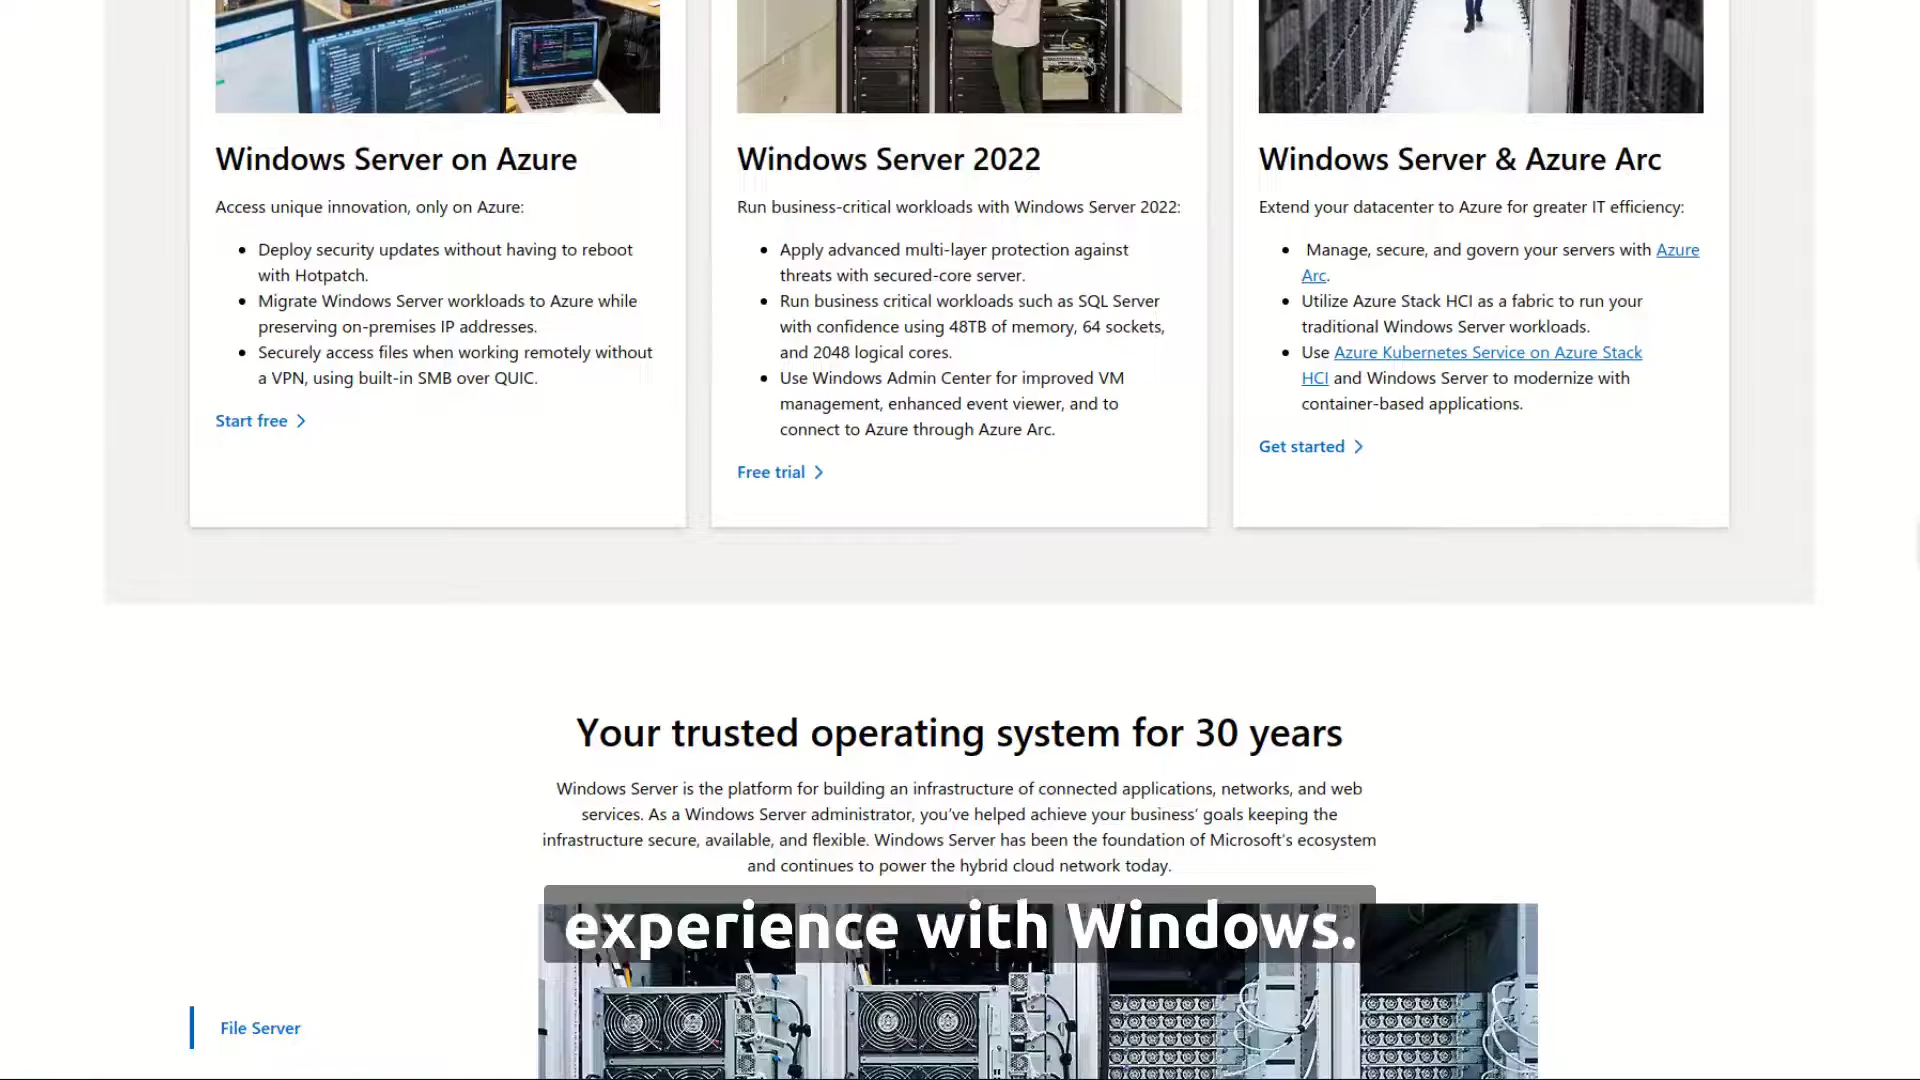 Windows Server on Azure
Access unique innovation, only on Azure:
Deploy security updates without having to reboot
with Hotpatch.
Migrate Windows Server workloads to Azure while
preserving on-premises IP addresses.
Securely access files when working remotely without
a VPN, using built-in SMB over QUIC.
Start free
Windows Server 2022
Run business-critical workloads with Windows Server 2022:
Apply advanced multi-layer protection against
threats with secured-core server.
Run business critical workloads such as SQL Server
with confidence using 48TB of memory, 64 sockets,
and 2048 logical cores.
Use Windows Admin Center for improved VM
management, enhanced event viewer, and to
connect to Azure through Azure Arc.
Free trial
Windows Server & Azure Arc
Extend your datacenter to Azure for greater IT efficiency:
Manage, secure, and govern your servers with Azure
Arc.
Utilize Azure Stack HCI as a fabric to run your
traditional Windows Server workloads.
Use Azure Kubernetes Service on Azure Stack
HCI and Windows Server to modernize with
container-based applications.
Get started
Your trusted operating system for 30 years
Windows Server is the platform for building an infrastructure of connected applications, networks, and web
services. As a Windows Server administrator, you've helped achieve your business' goals keeping the
infrastructure secure, available, and flexible. Windows Server has been the foundation of Microsoft's ecosystem
and continues to power the hybrid cloud network today.
experience with Windows.
File Server